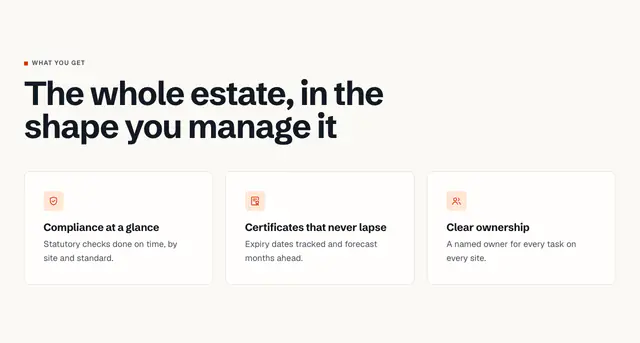 WHAT YOU GET
The whole estate, in the
shape you manage it
Compliance at a glance
Statutory checks done on time, by
site and standard.
Certificates that never lapse
Expiry dates tracked and forecast
months ahead.
Clear ownership
A named owner for every task on
every site.